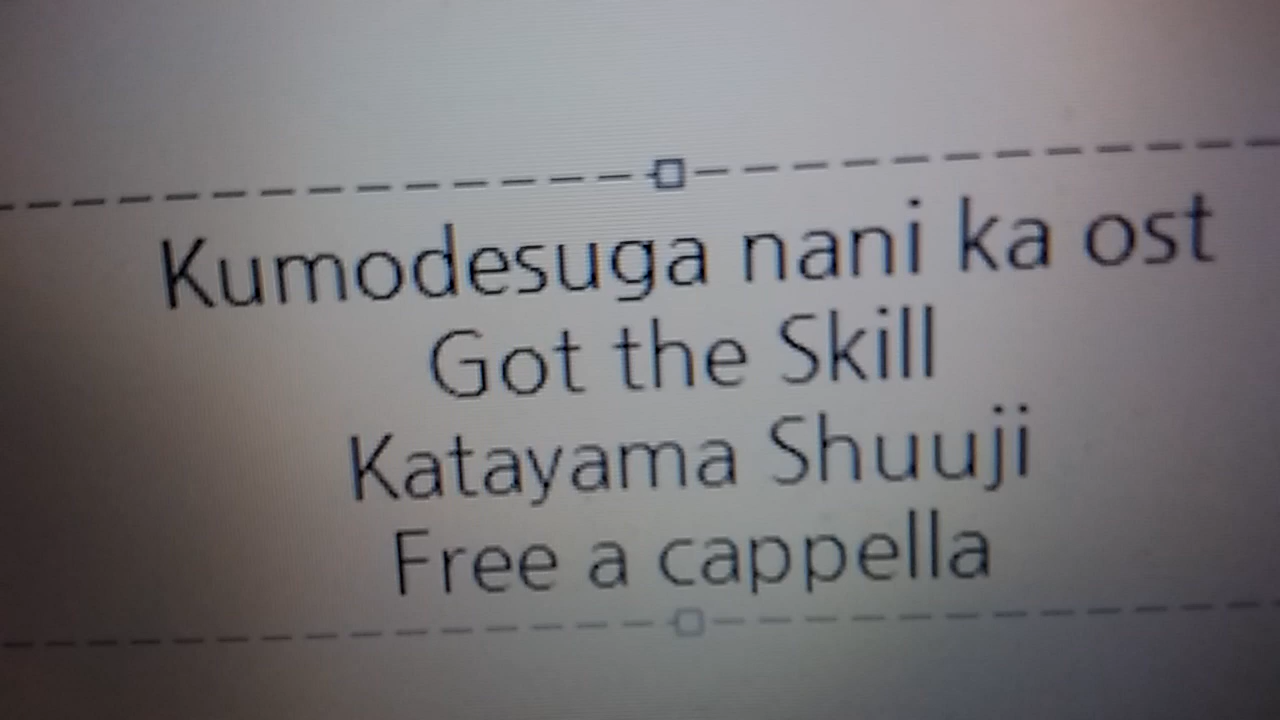 Kumodesuga nani ka ost
Got the Skill
Katayama Shuuji
Free a cappella